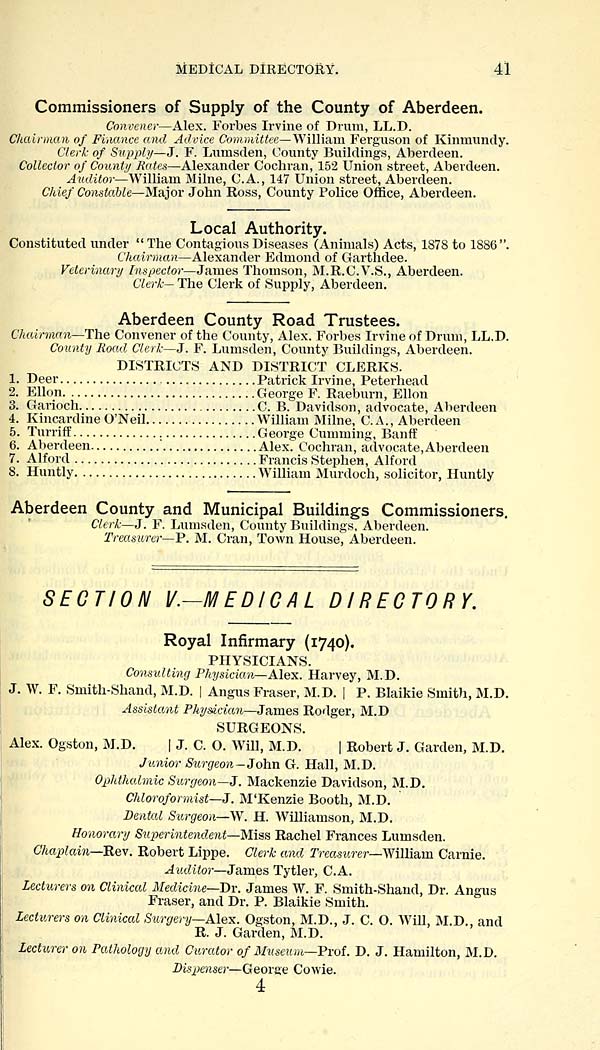 MEDICAL DIRECTORY. 41
Commissioners of Supply of the County of Aberdeen.
Convener—Alex. Forbes Irvine of Drum, LL.D.
Chairman of Finance and Advice Committee—William Ferguson of Kinmundy.
Clerk of Supply—J. F. Lumsden, County Buildings, Aberdeen.
Collector of County Rates—Alexander Cochran, 152 Union street, Aberdeen.
Auditor—William Milne, C.A., 147 Union street, Aberdeen.
Chief Constable—Major John Ross, County Police Office, Aberdeen.
Local Authority.
Constituted under "The Contagious Diseases (Animals) Acts, 1878 to 1886".
Chairman—Alexander Edmond of Garthdee.
Veterinary Inspector—James Thomson, M.R.C.V.S., Aberdeen.
Clerk—The Clerk of Supply, Aberdeen.
Aberdeen County Road Trustees.
Chairman—The Convener of the County, Alex. Forbes Irvine of Drum, LL.D.
County Road Clerk—J. F. Lumsden, County Buildings, Aberdeen.
DISTRICTS AND DISTRICT CLERKS.
1. Deer..............................Patrick Irvine, Peterhead
2. Ellon..............................George F. Raeburn, Ellon
3. Garioch...........................C. B. Davidson, advocate, Aberdeen
4. Kincardine O'Neil.................William Milne, C.A., Aberdeen
5. Turriff............................George Cumming, Banff
6. Aberdeen.........................Alex. Cochran, advocate, Aberdeen
7. Alford............................Francis Stephen, Alford
8. Huntly............................William Murdoch, solicitor, Huntly
Aberdeen County and Municipal Buildings Commissioners.
Clerk—J. F. Lumsden, County Buildings, Aberdeen.
Treasurer—P. M. Cran, Town House, Aberdeen.
SECTION V.—MEDICAL DIRECTORY.
Royal Infirmary (1740).
PHYSICIANS.
Consulting Physician—Alex. Harvey, M.D.
J. W. F. Smith-Shand, M.D. | Angus Fraser, M.D. | P. Blaikie Smith, M.D.
Assistant Physician—James Rodger, M.D
SURGEONS.
Alex. Ogston, M.D. | J. C. O. Will, M.D. | Robert J. Garden, M.D.
Junior Surgeon—John G. Hall, M.D.
Ophthalmic Surgeon—J. Mackenzie Davidson, M.D.
Chloroformist—J. M'Kenzie Booth, M.D.
Dental Surgeon—W. H. Williamson, M.D.
Honorary Superintendent—Miss Rachel Frances Lumsden.
Chaplain—Rev. Robert Lippe. Clerk and Treasurer—William Carnie.
Auditor—James Tytler, C.A.
Lecturers on Clinical Medicine—Dr. James W. F. Smith-Shand, Dr. Angus
Fraser, and Dr. P. Blaikie Smith.
Lecturers on Clinical Surgery—Alex. Ogston, M.D., J. C. O. Will, M.D., and
R. J. Garden, M.D.
Lecturer on Pathology and Curator of Museum—Prof. D. J. Hamilton, M.D.
Dispenser—George Cowie.
4